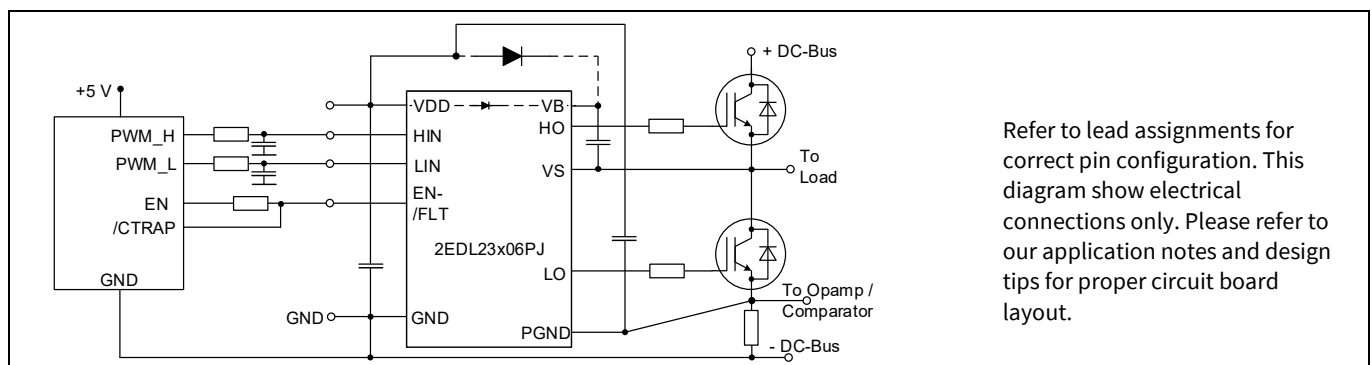 + DC-Bus
+5 V
VDD
VB
PWM_H
HIN
HO
PWM_L
LIN
VS
To
Load
EN
EN-
/FLT
/CTRAP
2EDL23x06PJ
GND
LO
To Opamp /
Comparator
GND
GND
PGND
- DC-Bus
Refer to lead assignments for
correct pin configuration. This
diagram show electrical
connections only. Please refer to
our application notes and design
tips for proper circuit board
layout.